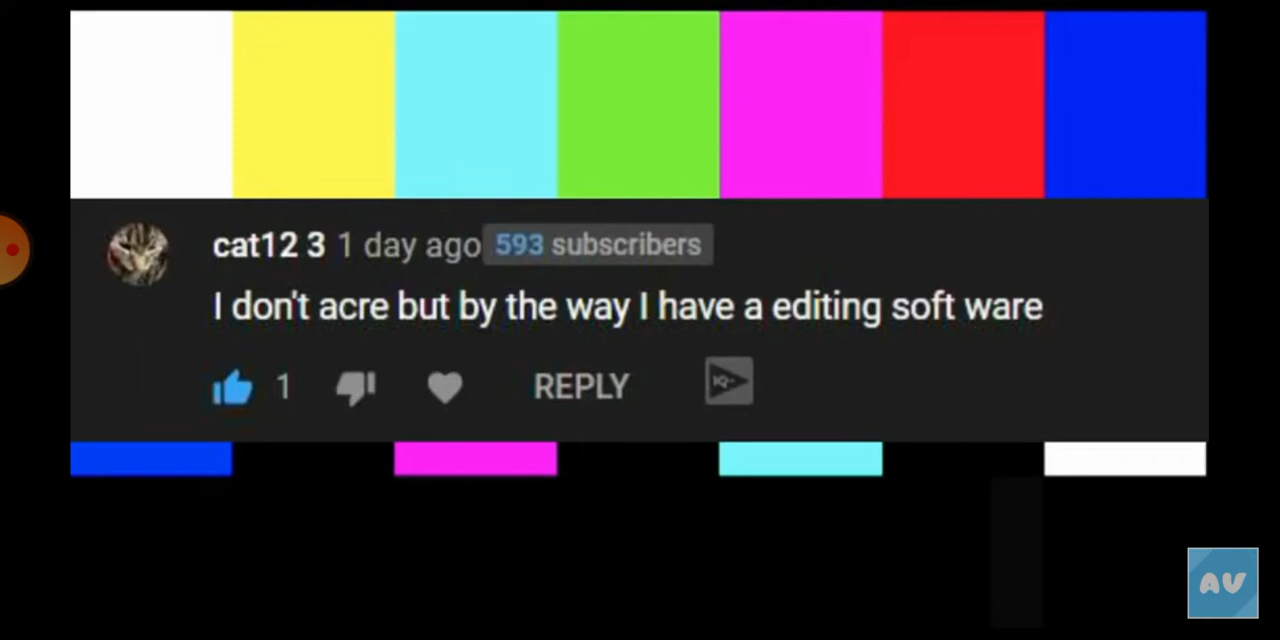 cat12 3 1 day ago 593 subscribers
I don't acre but by the way I have a editing soft ware
1 REPLY
AV